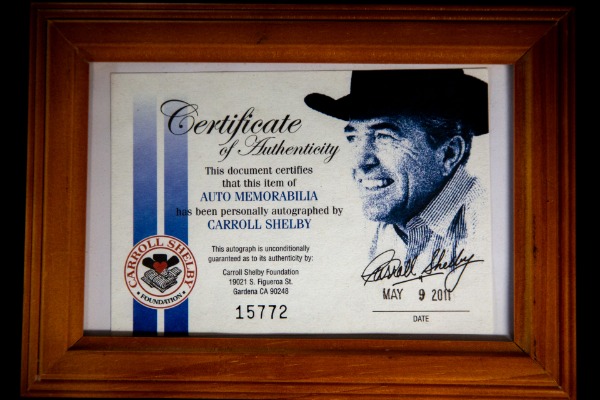 Certificate
of Authenticity
This document certifies
that this item of
AUTO MEMORABILIA
has been personally autographed by
CARROLL SHELBY
This autograph is unconditionally
guaranteed as to its authenticity by:
Carroll Shelby Foundation
19021 S. Figueroa St.
Gardena CA 90248
15772
CARROLL SHELBY
• FOUNDATION •
Carroll Shelby
MAY 9 2011
DATE